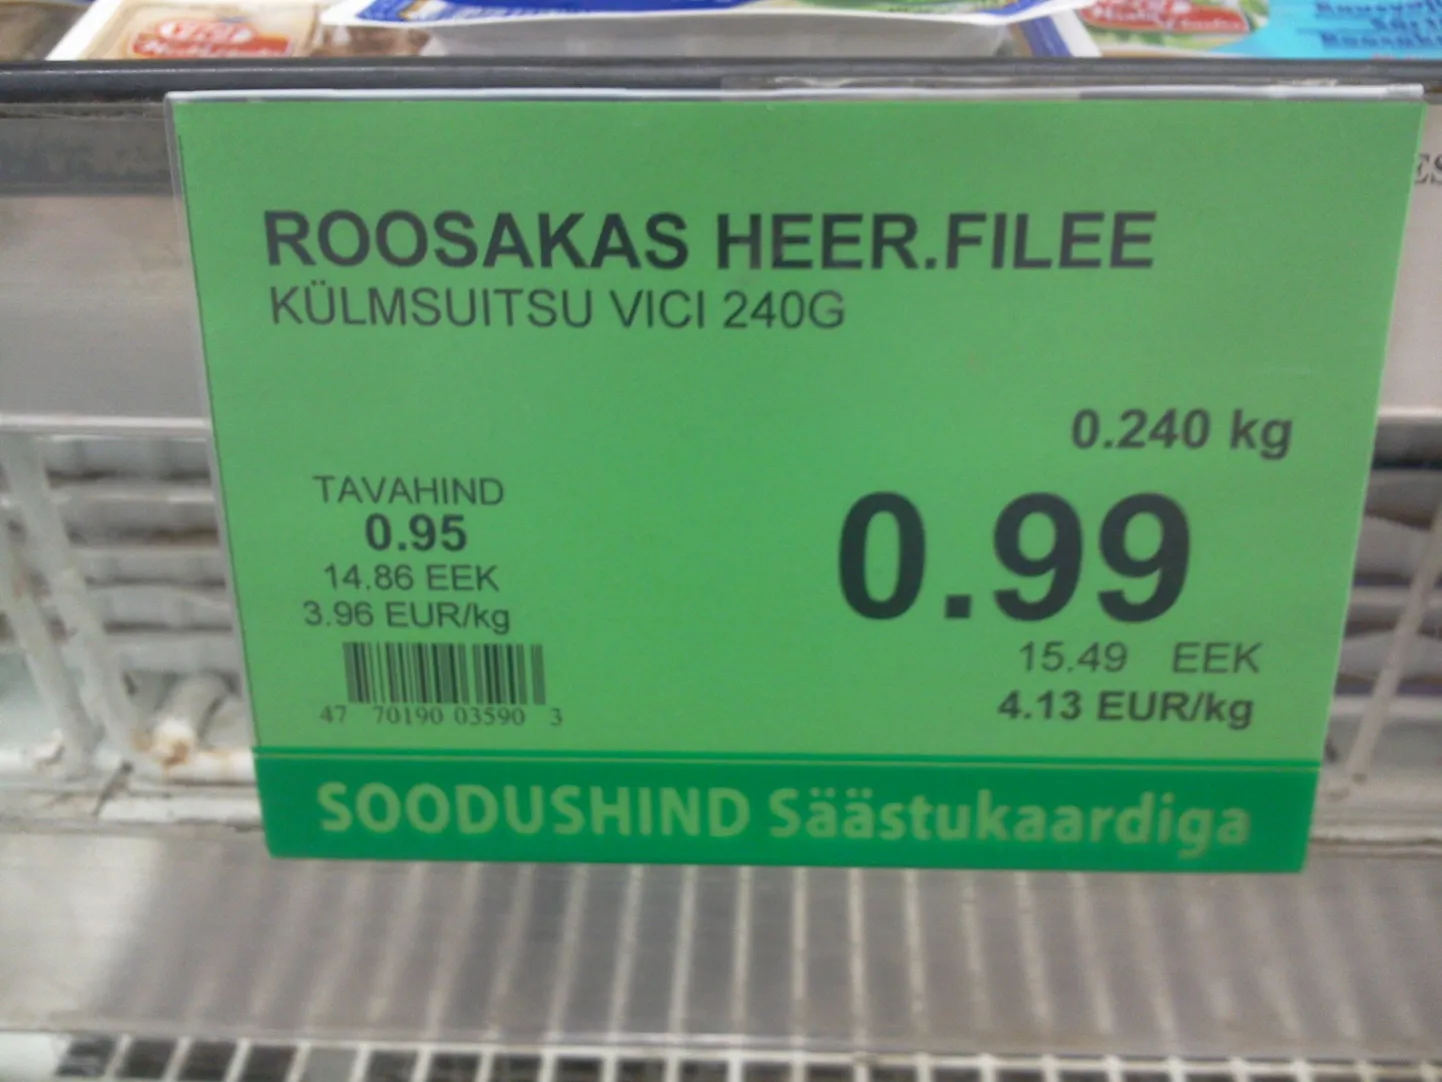 ROOSAKAS HEER.FILEE
KÜLMSUITSU VICI 240G
0.240 kg
TAVAHIND
0.95
14.86 EEK
3.96 EUR/kg
47 70190 03590 3
0.99
15.49 EEK
4.13 EUR/kg
SOODUSHIND Säästukaardiga